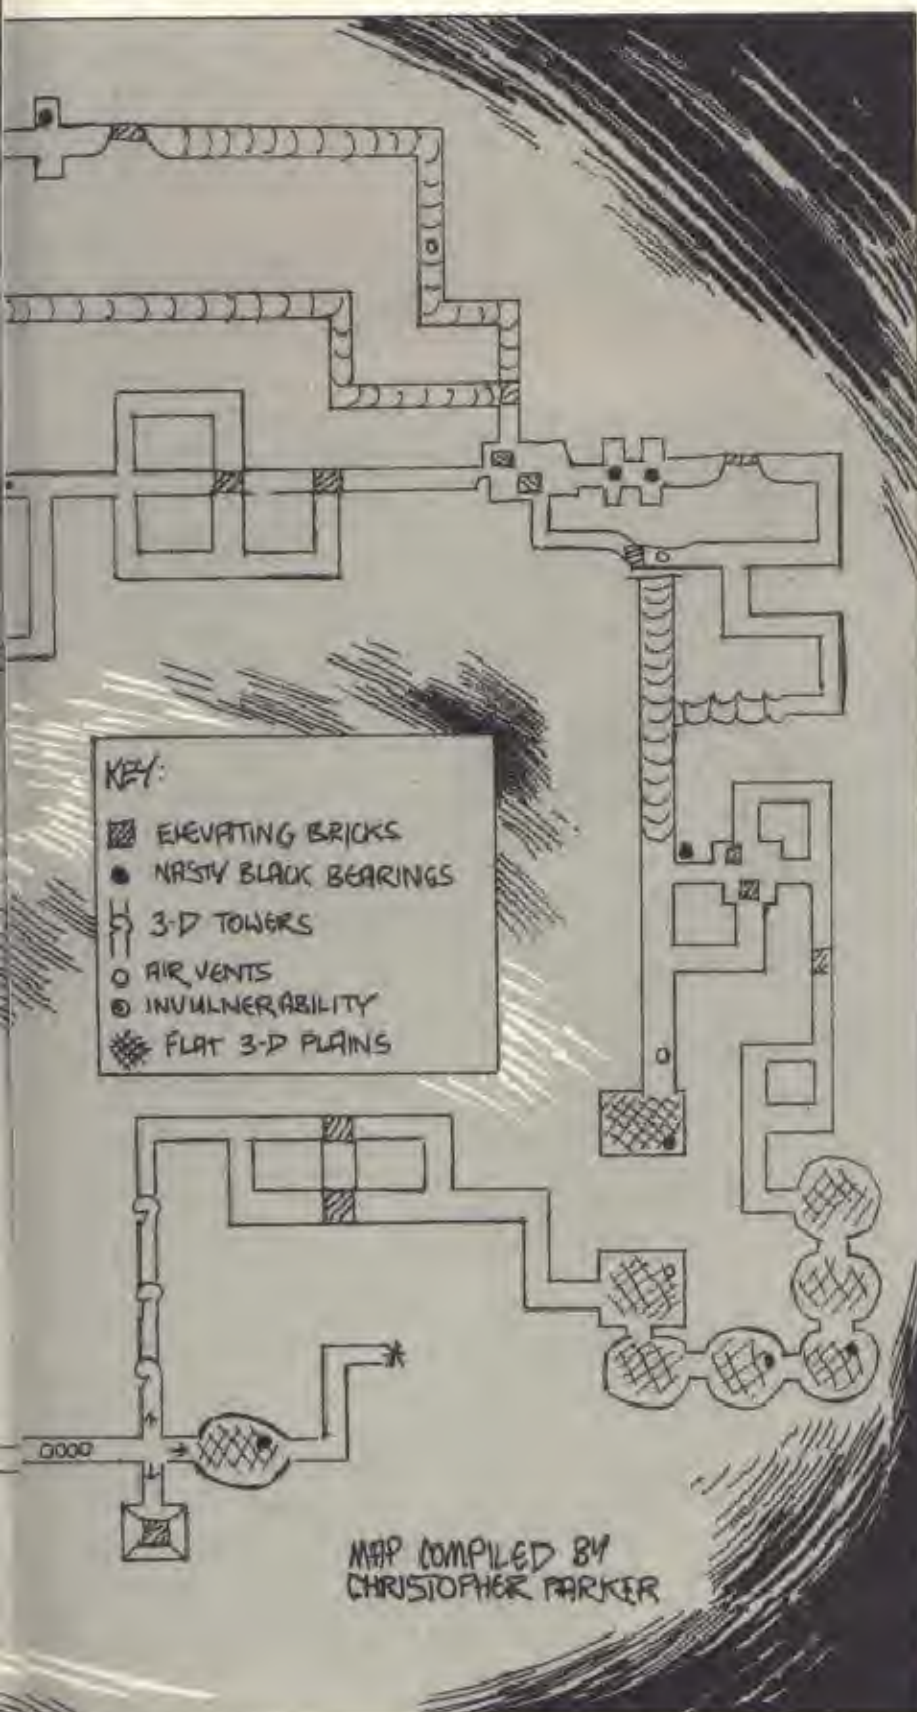 KEY:
ELEVATING BRICKS
NASTY BLACK BEARINGS
3-D TOWERS
AIR VENTS
INVULNERABILITY
FLAT 3-D PLAINS
MAP COMPILED BY
CHRISTOPHER PARKER